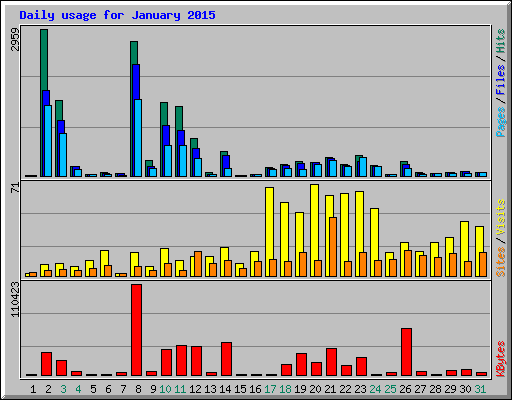 Daily usage for January 2015
2959
Pages / Files / Hits
71
Sites / Visits
110423
KBytes
1 2 3 4 5 6 7 8 9 10 11 12 13 14 15 16 17 18 19 20 21 22 23 24 25 26 27 28 29 30 31